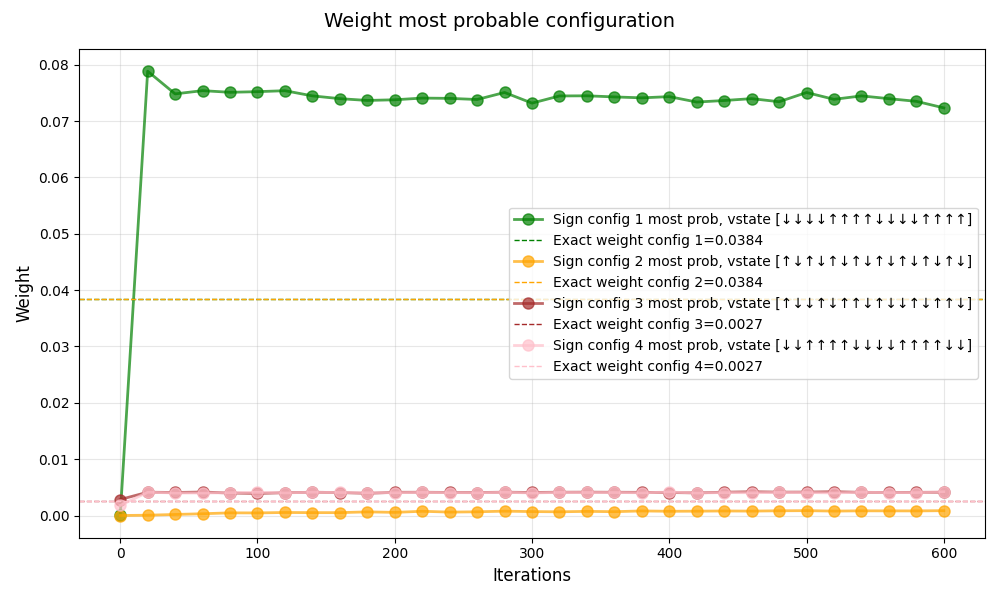 Weight most probable configuration
Weight
0.08
0.07
0.06
0.05
0.04
0.03
0.02
0.01
0.00
Sign config 1 most prob, vstate [↓↓↓↓↑↑↑↑↓↓↓↓↑↑↑↑]
Exact weight config 1=0.0384
Sign config 2 most prob, vstate [↑↓↑↓↑↓↑↓↑↓↑↓↑↓↑↓]
Exact weight config 2=0.0384
Sign config 3 most prob, vstate [↑↓↓↑↓↑↑↓↑↓↓↑↓↑↑↓]
Exact weight config 3=0.0027
Sign config 4 most prob, vstate [↓↓↑↑↑↑↓↓↓↓↑↑↑↑↓↓]
Exact weight config 4=0.0027
0 100 200 300 400 500 600
Iterations